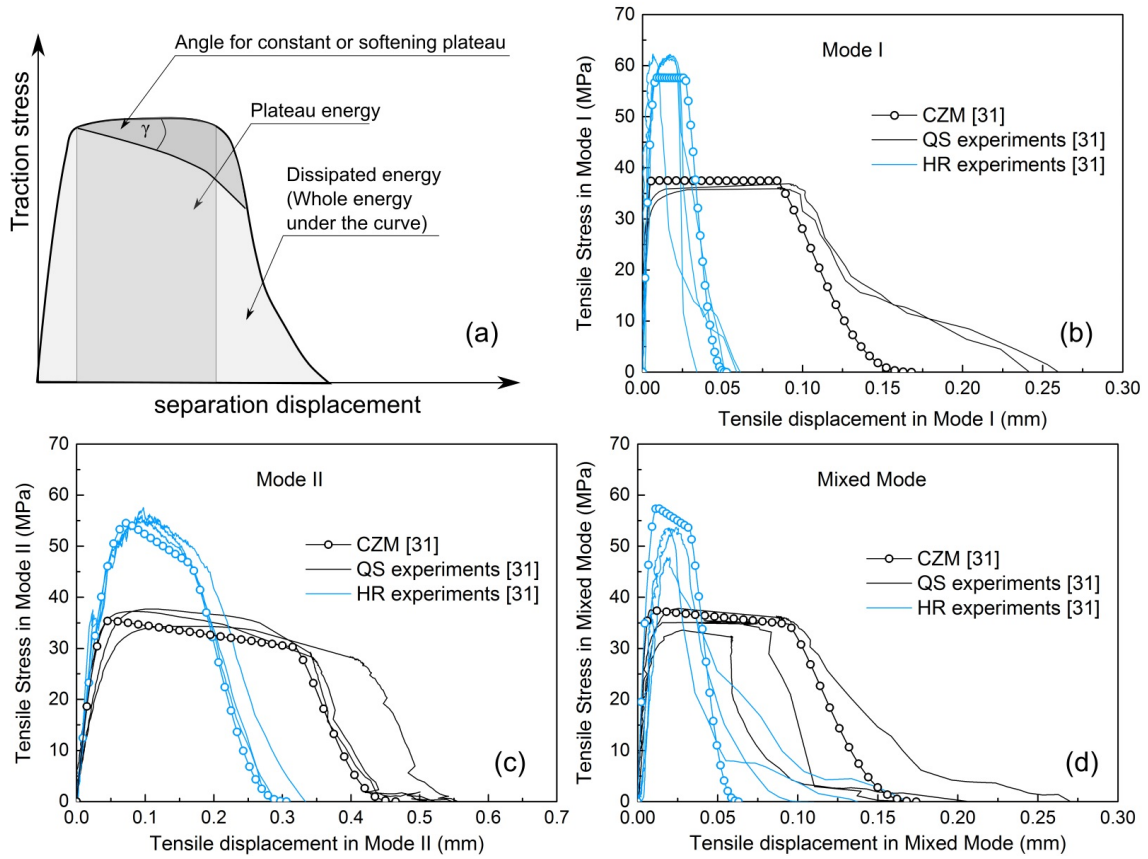 Traction stress
Angle for constant or softening plateau
γ
Plateau energy
Dissipated energy
(Whole energy
under the curve)
(a)
separation displacement
Tensile Stress in Mode I (MPa)
70
60
50
40
30
20
10
0
Mode I
CZM [31]
QS experiments [31]
HR experiments [31]
(b)
0.00 0.05 0.10 0.15 0.20 0.25 0.30
Tensile displacement in Mode I (mm)
Tensile Stress in Mode II (MPa)
70
60
50
40
30
20
10
0
Mode II
CZM [31]
QS experiments [31]
HR experiments [31]
(c)
0.0 0.1 0.2 0.3 0.4 0.5 0.6 0.7
Tensile displacement in Mode II (mm)
Tensile Stress in Mixed Mode (MPa)
70
60
50
40
30
20
10
0
Mixed Mode
CZM [31]
QS experiments [31]
HR experiments [31]
(d)
0.00 0.05 0.10 0.15 0.20 0.25 0.30
Tensile displacement in Mixed Mode (mm)